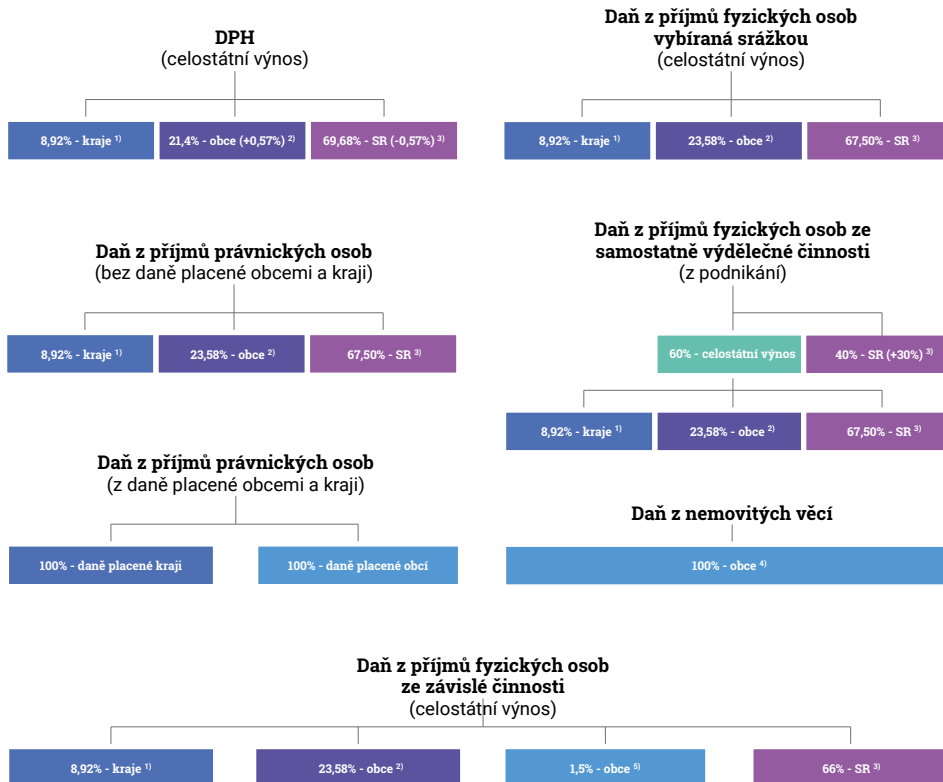 DPH
(celostátní výnos)
8,92% - kraje 1)
21,4% - obce (+0,57%) 2)
69,68% - SR (-0,57%) 3)
Daň z příjmů fyzických osob
vybíraná srážkou
(celostátní výnos)
8,92% - kraje 1)
23,58% - obce 2)
67,50% - SR 3)
Daň z příjmů právnických osob
(bez daně placené obcemi a kraji)
8,92% - kraje 1)
23,58% - obce 2)
67,50% - SR 3)
Daň z příjmů fyzických osob ze
samostatně výdělečné činnosti
(z podnikání)
60% - celostátní výnos
40% - SR (+30%) 3)
8,92% - kraje 1)
23,58% - obce 2)
67,50% - SR 3)
Daň z příjmů právnických osob
(z daně placené obcemi a kraji)
100% - daně placené kraji
100% - daně placené obcí
Daň z nemovitých věcí
100% - obce 4)
Daň z příjmů fyzických osob
ze závislé činnosti
(celostátní výnos)
8,92% - kraje 1)
23,58% - obce 2)
1,5% - obce 5)
66% - SR 3)